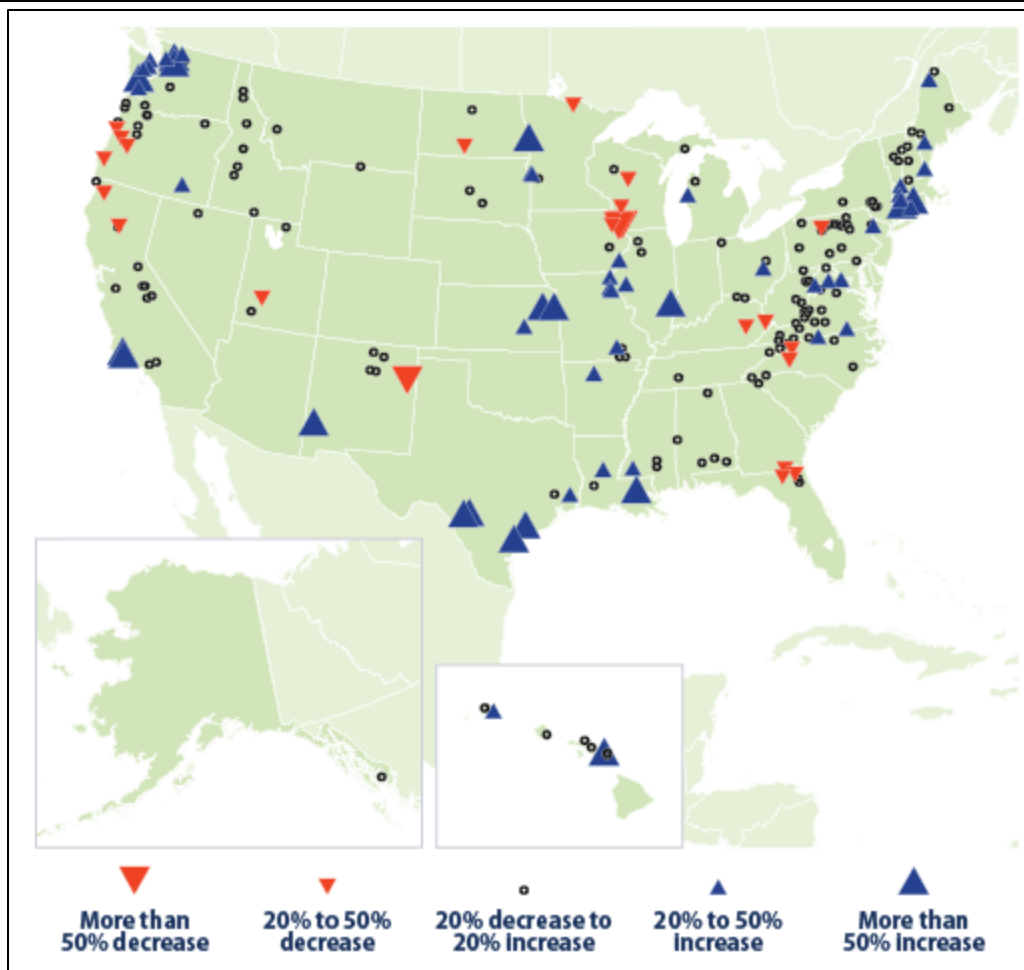 More than
50% decrease
20% to 50%
decrease
20% decrease to
20% increase
20% to 50%
increase
More than
50% increase